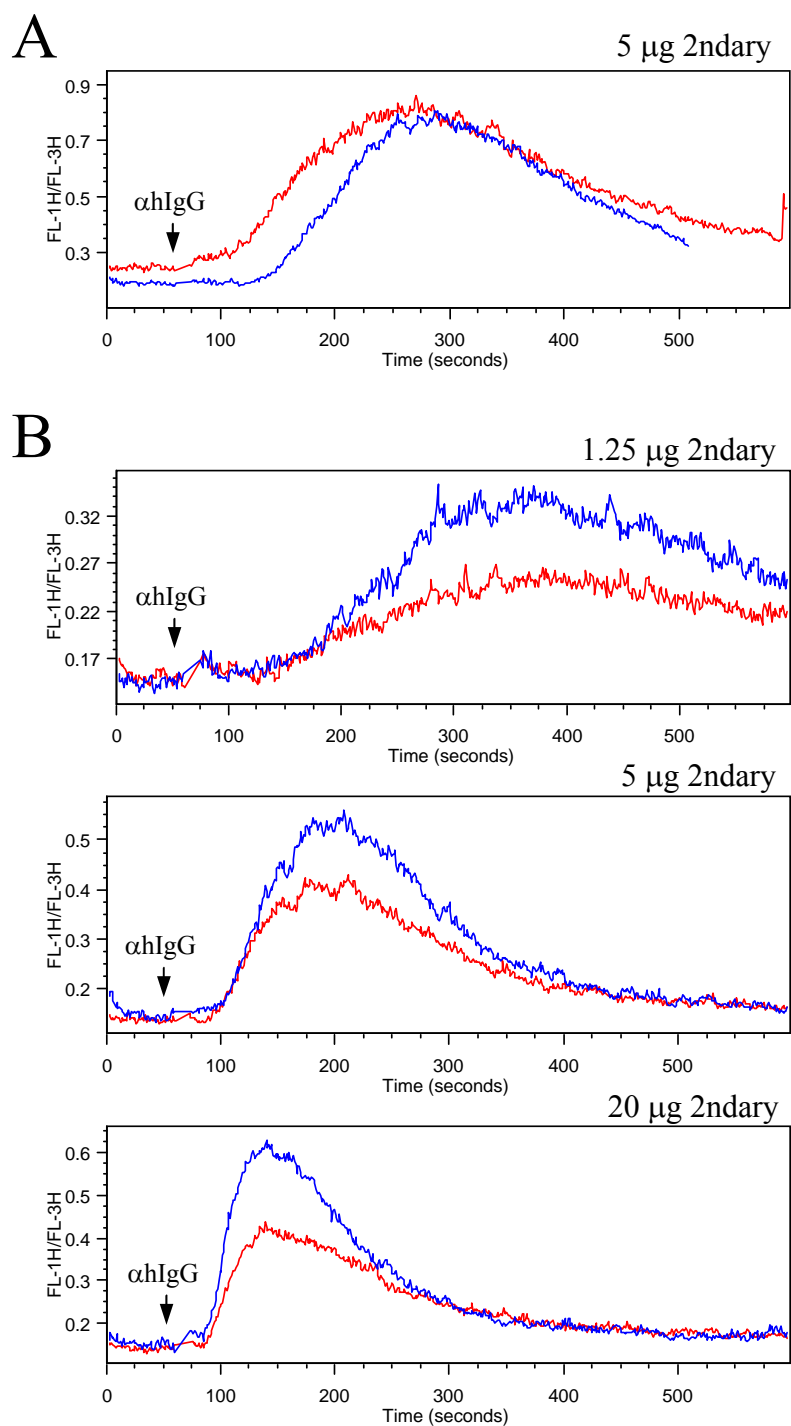 A
5 μg 2ndary
FL-1H/FL-3H
0.9
0.7
0.5
0.3
αhIgG
0 100 200 300 400 500
Time (seconds)
B
1.25 μg 2ndary
FL-1H/FL-3H
0.32
0.27
0.22
0.17
αhIgG
0 100 200 300 400 500
Time (seconds)
5 μg 2ndary
FL-1H/FL-3H
0.5
0.4
0.3
0.2
αhIgG
0 100 200 300 400 500
Time (seconds)
20 μg 2ndary
FL-1H/FL-3H
0.6
0.5
0.4
0.3
0.2
αhIgG
0 100 200 300 400 500
Time (seconds)